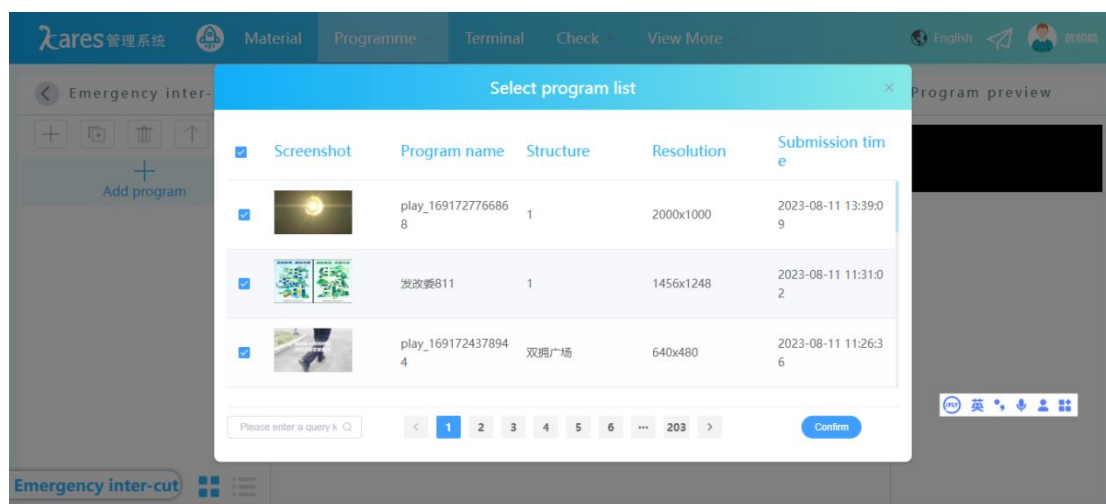 Kares管理系统 Material Programme Terminal Check View More English
Emergency inter- Select program list Program preview
Screenshot Program name Structure Resolution Submission tim
e
Add program
play_169172776686
8
1 2000x1000 2023-08-11 13:39:0
9
发改委811 1 1456x1248 2023-08-11 11:31:0
2
play_169172437894
4
双拥广场 640x480 2023-08-11 11:26:3
6
英
Please enter a query k 1 2 3 4 5 6 ··· 203 Confirm
Emergency inter-cut